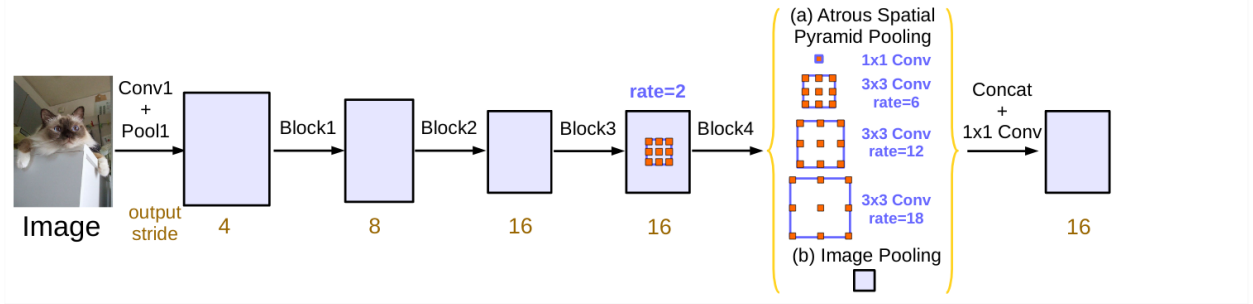 (a) Atrous Spatial
Pyramid Pooling
1x1 Conv
3x3 Conv
rate=6
3x3 Conv
rate=12
3x3 Conv
rate=18
(b) Image Pooling
Conv1
+
Pool1
Block1
Block2
Block3
rate=2
Block4
Concat
+
1x1 Conv
Image
output
stride
4
8
16
16
16